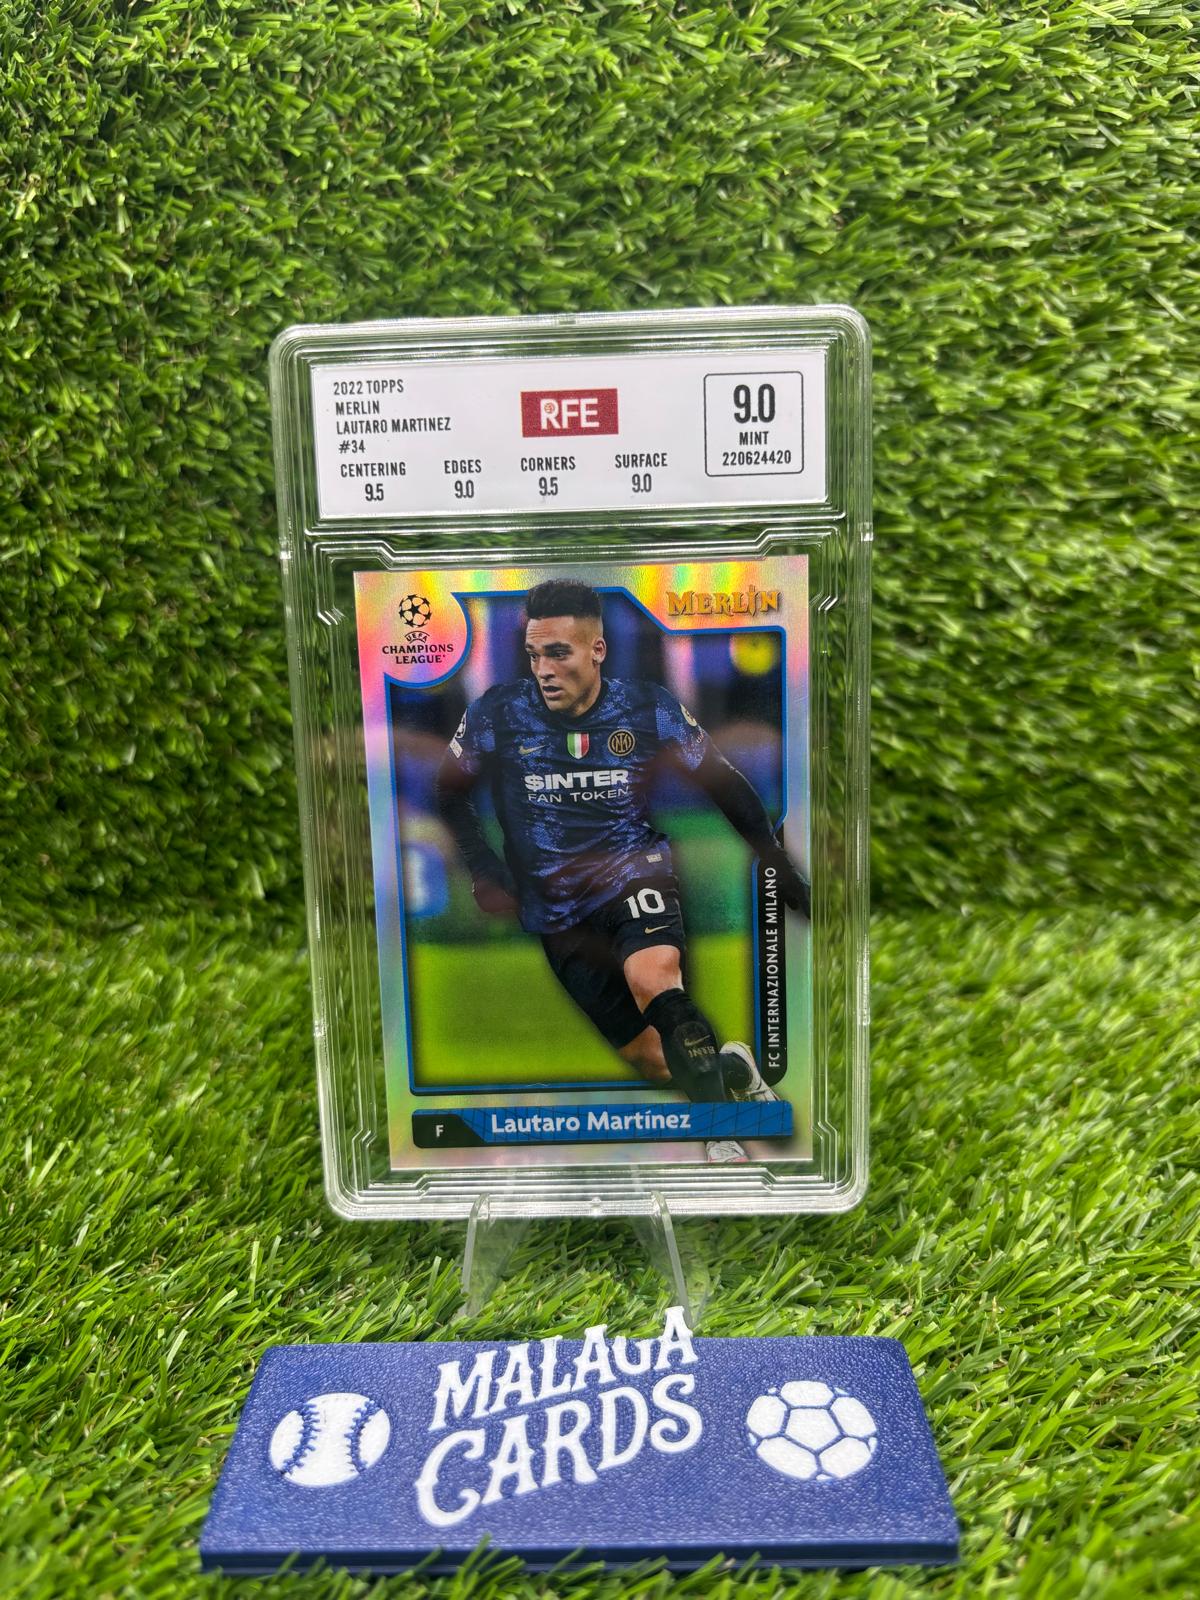 2022 TOPPS
MERLIN
LAUTARO MARTINEZ
#34
RFE
9.0
MINT
220624420
CENTERING EDGES CORNERS SURFACE
9.5 9.0 9.5 9.0
UEFA
CHAMPIONS
LEAGUE
MERLIN
$INTER
FAN TOKEN
10
FC INTERNAZIONALE MILANO
F
Lautaro Martínez
MALAGA
CARDS